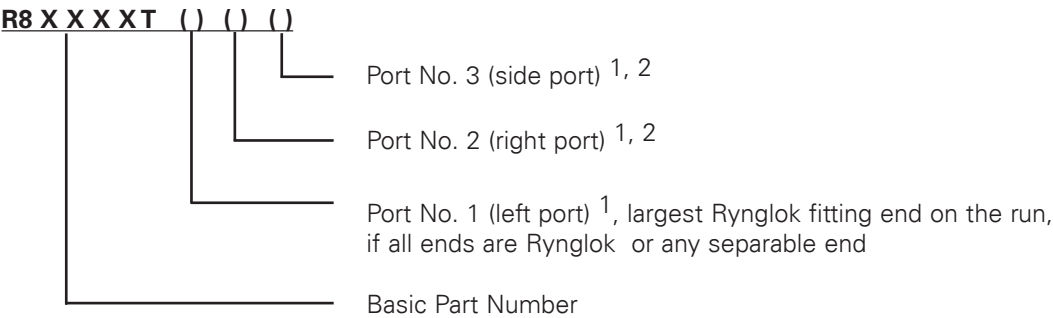 R8 X X X X T ( ) ( ) ( )
Port No. 3 (side port) 1, 2
Port No. 2 (right port) 1, 2
Port No. 1 (left port) 1, largest Rynglok fitting end on the run,
if all ends are Rynglok or any separable end
Basic Part Number